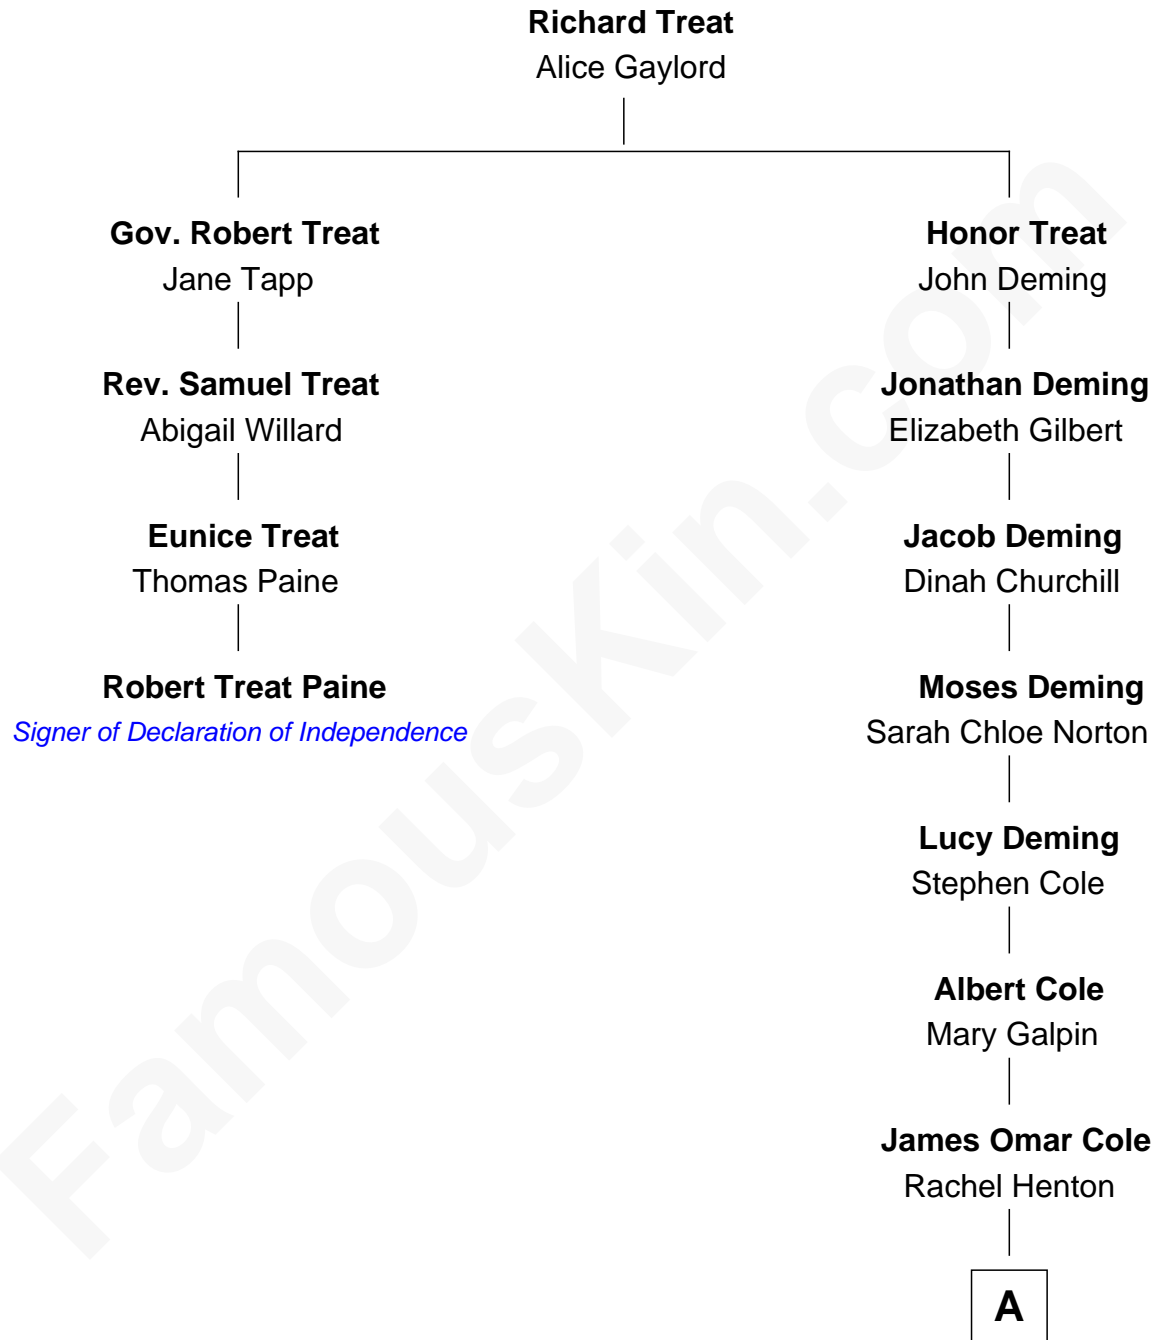 Richard Treat
Alice Gaylord
Gov. Robert Treat
Jane Tapp
Honor Treat
John Deming
Rev. Samuel Treat
Abigail Willard
Jonathan Deming
Elizabeth Gilbert
Eunice Treat
Thomas Paine
Jacob Deming
Dinah Churchill
Robert Treat Paine
Signer of Declaration of Independence
Moses Deming
Sarah Chloe Norton
Lucy Deming
Stephen Cole
Albert Cole
Mary Galpin
James Omar Cole
Rachel Henton
A
FamousKin.com